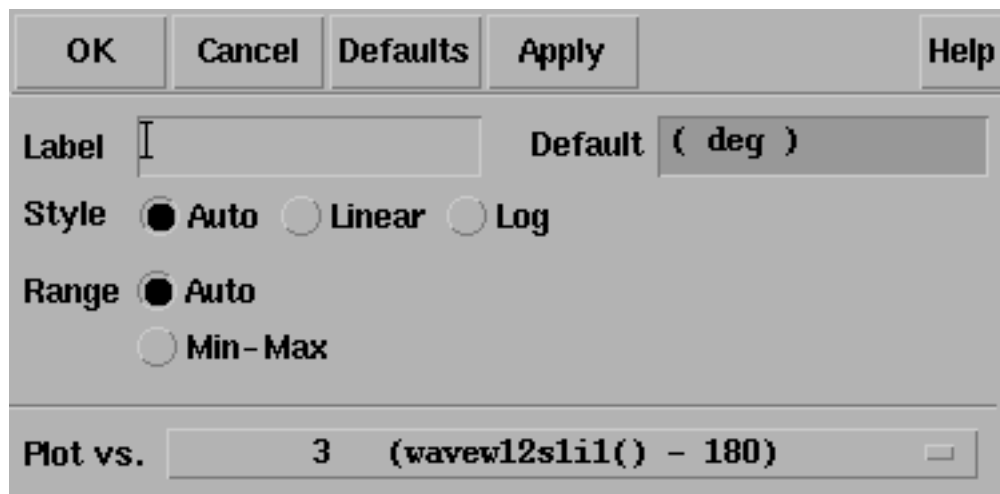 OK Cancel Defaults Apply Help
Label Default ( deg )
Style Auto Linear Log
Range Auto
Min-Max
Plot vs. 3 (wavew12s1i1() - 180)